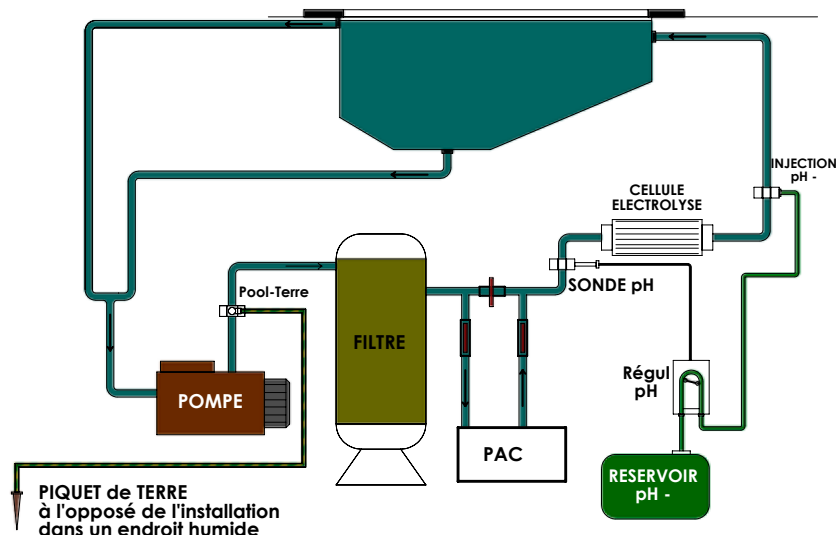 INJECTION
pH -
CELLULE
ELECTROLYSE
SONDE pH
Pool-Terre
FILTRE
POMPE
Régul
pH
PAC
RESERVOIR
pH -
PIQUET de TERRE
à l'opposé de l'installation
dans un endroit humide